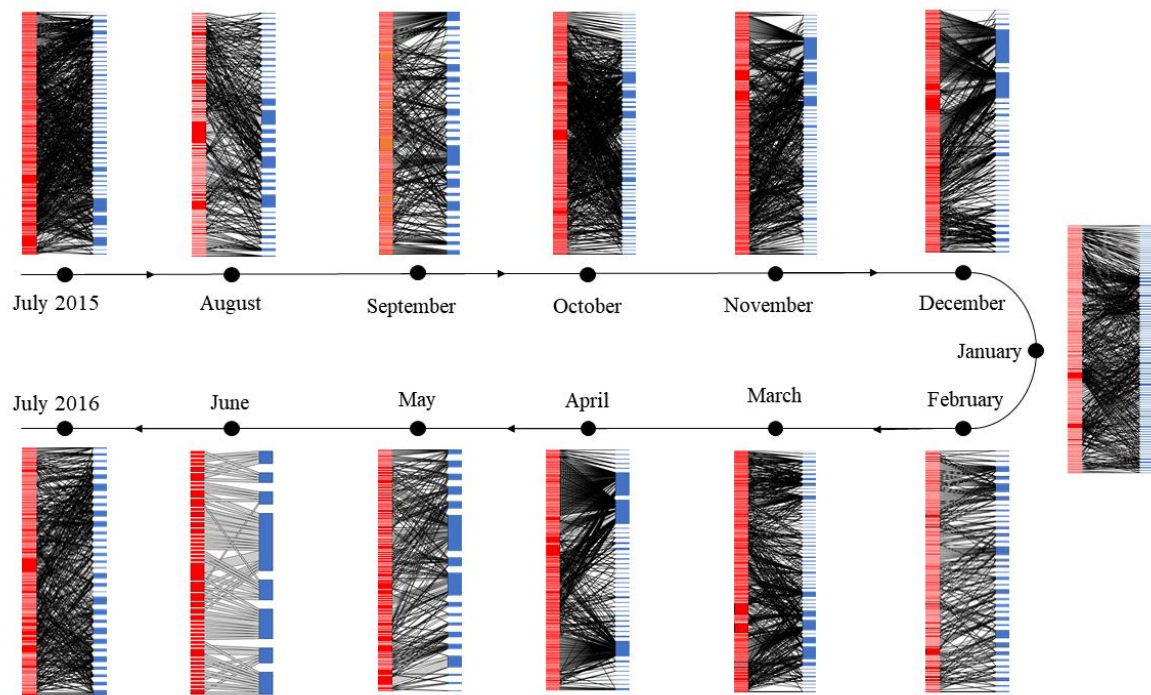 July 2015
August
September
October
November
December
January
February
March
April
May
June
July 2016